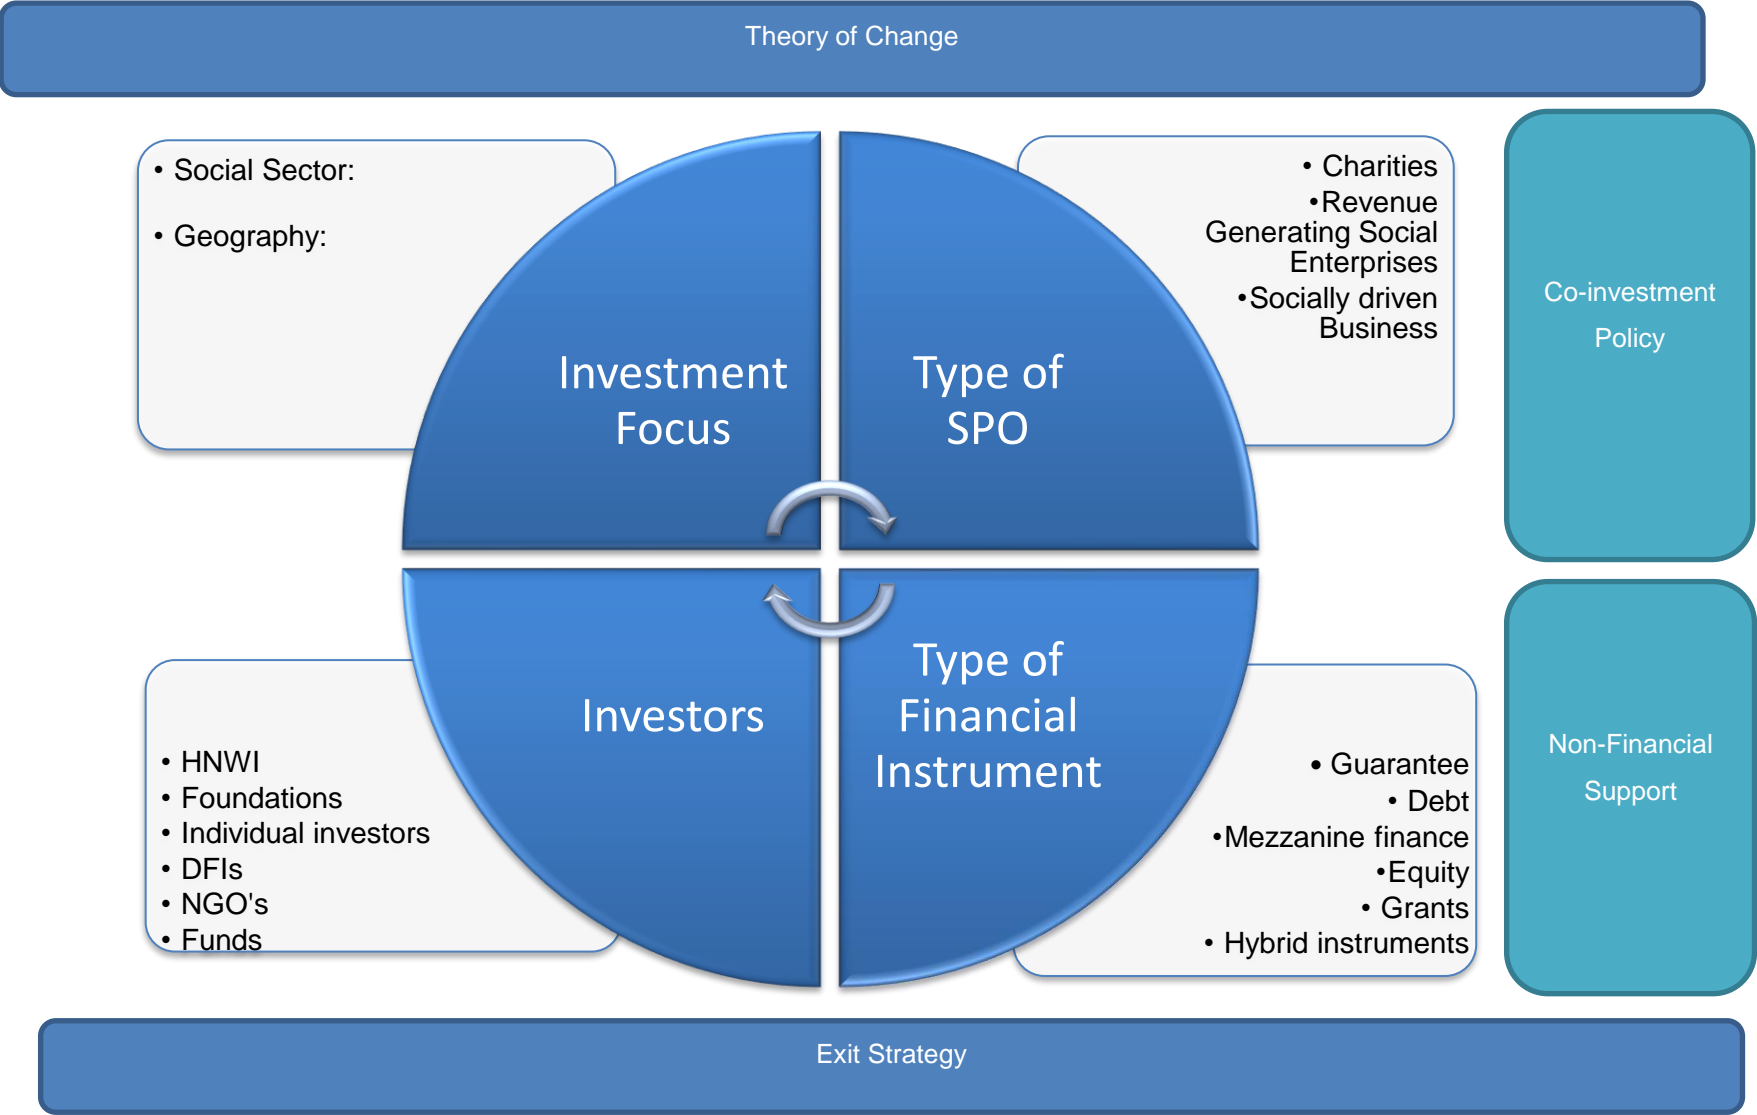 Theory of Change
• Social Sector:
• Geography:
Investment
Focus
Type of
SPO
• Charities
•Revenue
Generating Social
Enterprises
•Socially driven
Business
Co-investment
Policy
Investors
• HNWI
• Foundations
• Individual investors
• DFIs
• NGO's
• Funds
Type of
Financial
Instrument
• Guarantee
• Debt
•Mezzanine finance
•Equity
• Grants
• Hybrid instruments
Non-Financial
Support
Exit Strategy